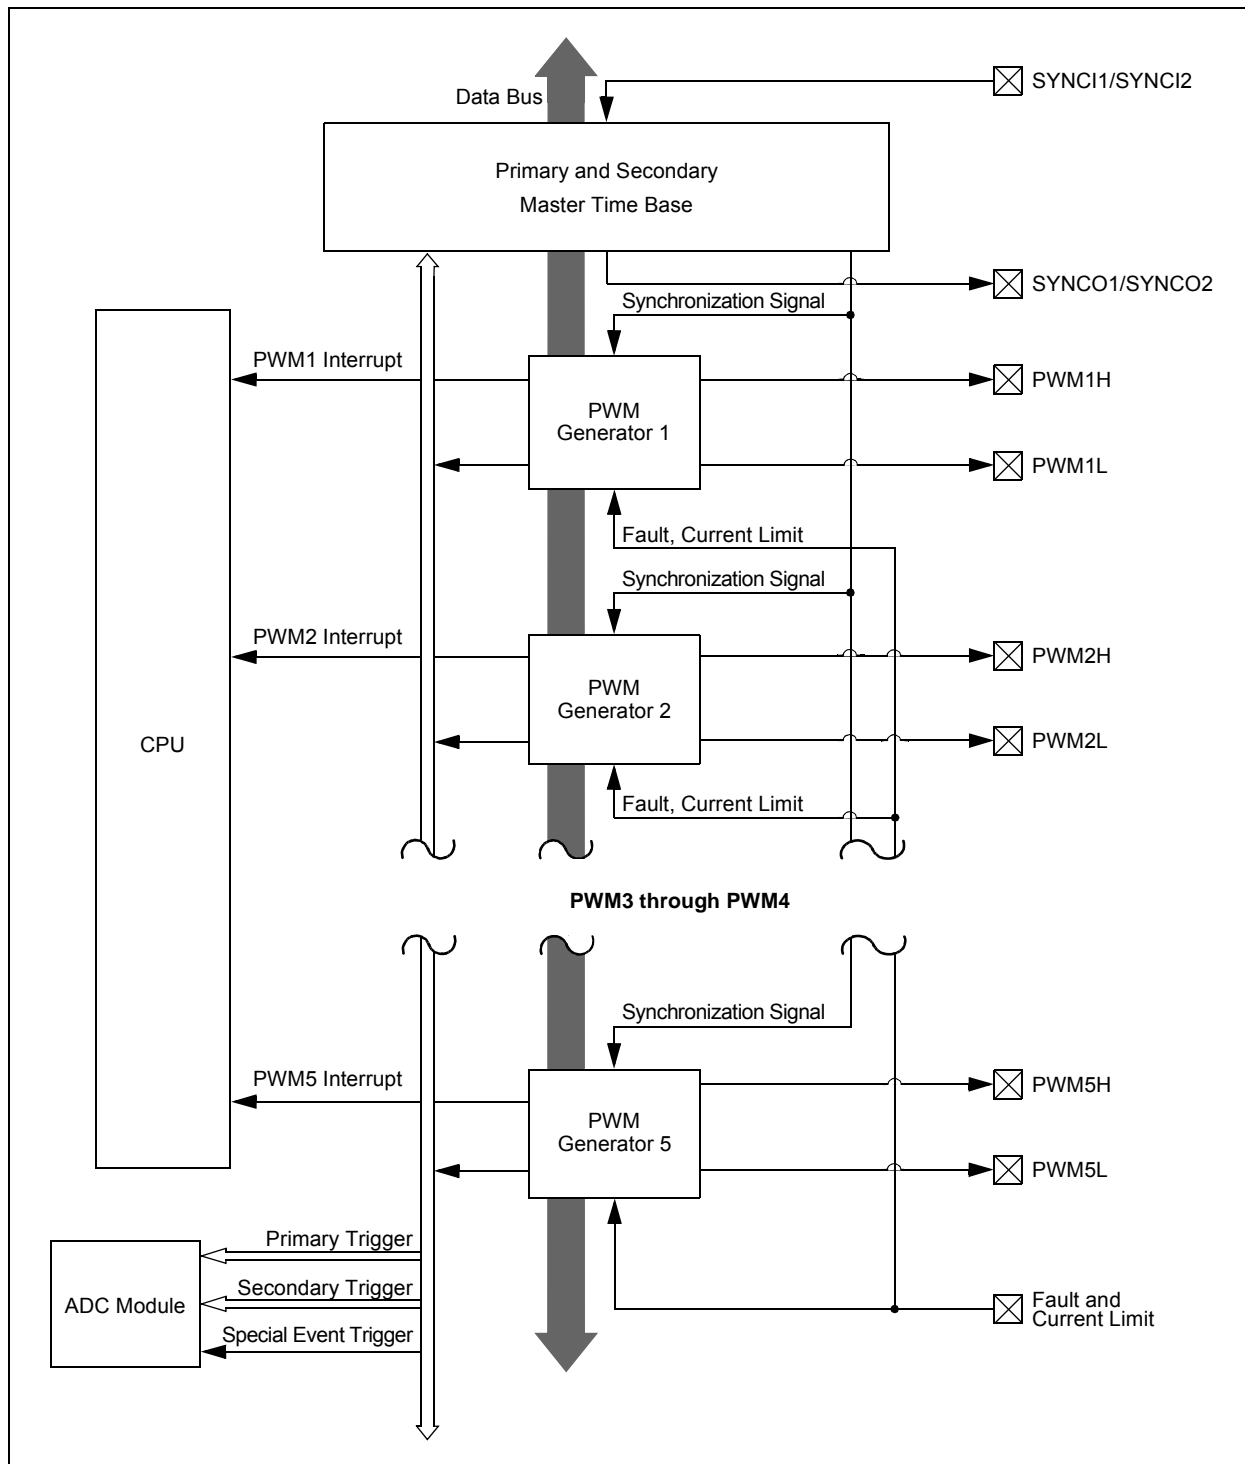 SYNCI1/SYNCI2
Data Bus
Primary and Secondary
Master Time Base
SYNCO1/SYNCO2
Synchronization Signal
PWM1 Interrupt
PWM1H
PWM
Generator 1
PWM1L
Fault, Current Limit
Synchronization Signal
PWM2 Interrupt
PWM2H
PWM
Generator 2
CPU
PWM2L
Fault, Current Limit
PWM3 through PWM4
Synchronization Signal
PWM5 Interrupt
PWM5H
PWM
Generator 5
PWM5L
Primary Trigger
Secondary Trigger
ADC Module
Special Event Trigger
Fault and
Current Limit